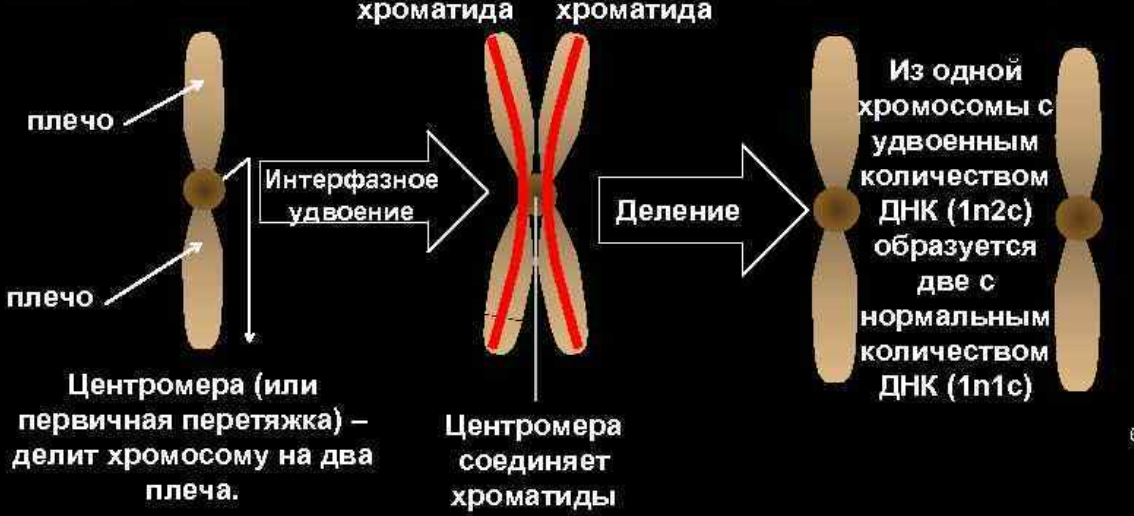 хроматида хроматида
плечо
плечо
Интерфазное
удвоение
Деление
Из одной
хромосомы с
удвоенным
количеством
ДНК (1n2c)
образуется
две с
нормальным
количеством
ДНК (1n1c)
Центромера (или
первичная перетяжка) –
делит хромосому на два
плеча.
Центромера
соединяет
хроматиды